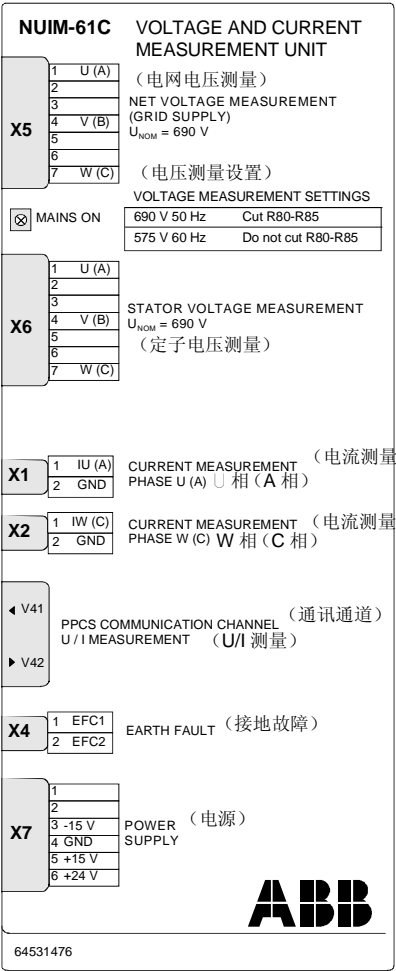 NUIM-61C VOLTAGE AND CURRENT
MEASUREMENT UNIT
X5
1 U (A)
2
3
4 V (B)
5
6
7 W (C)
（电网电压测量）
NET VOLTAGE MEASUREMENT
(GRID SUPPLY)
UNOM = 690 V
（电压测量设置）
VOLTAGE MEASUREMENT SETTINGS
690 V 50 Hz Cut R80-R85
575 V 60 Hz Do not cut R80-R85
MAINS ON
X6
1 U (A)
2
3
4 V (B)
5
6
7 W (C)
STATOR VOLTAGE MEASUREMENT
UNOM = 690 V
（定子电压测量）
X1
1 IU (A)
2 GND
CURRENT MEASUREMENT （电流测量
PHASE U (A) U 相（A 相）
X2
1 IW (C)
2 GND
CURRENT MEASUREMENT （电流测量
PHASE W (C) W 相（C 相）
V41
V42
PPCS COMMUNICATION CHANNEL （通讯通道）
U / I MEASUREMENT （U/I 测量）
X4
1 EFC1
2 EFC2
EARTH FAULT （接地故障）
X7
1
2
3 -15 V
4 GND
5 +15 V
6 +24 V
POWER （电源）
SUPPLY
ABB
64531476